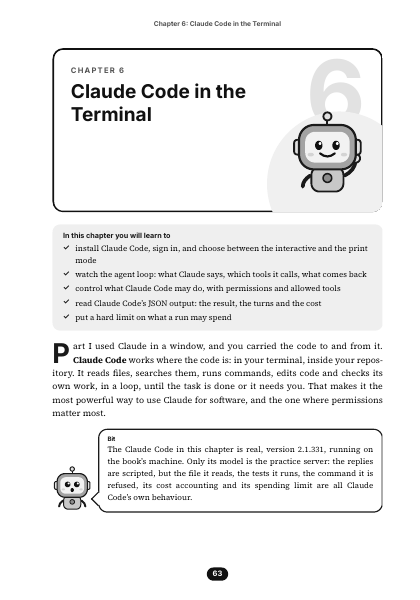 Chapter 6: Claude Code in the Terminal
CHAPTER 6
6
Claude Code in the
Terminal
In this chapter you will learn to
✓ install Claude Code, sign in, and choose between the interactive and the print
mode
✓ watch the agent loop: what Claude says, which tools it calls, what comes back
✓ control what Claude Code may do, with permissions and allowed tools
✓ read Claude Code's JSON output: the result, the turns and the cost
✓ put a hard limit on what a run may spend
Part I used Claude in a window, and you carried the code to and from it.
Claude Code works where the code is: in your terminal, inside your repos-
itory. It reads files, searches them, runs commands, edits code and checks its
own work, in a loop, until the task is done or it needs you. That makes it the
most powerful way to use Claude for software, and the one where permissions
matter most.
Bit
The Claude Code in this chapter is real, version 2.1.331, running on
the book's machine. Only its model is the practice server: the replies
are scripted, but the file it reads, the tests it runs, the command it is
refused, its cost accounting and its spending limit are all Claude
Code's own behaviour.
63